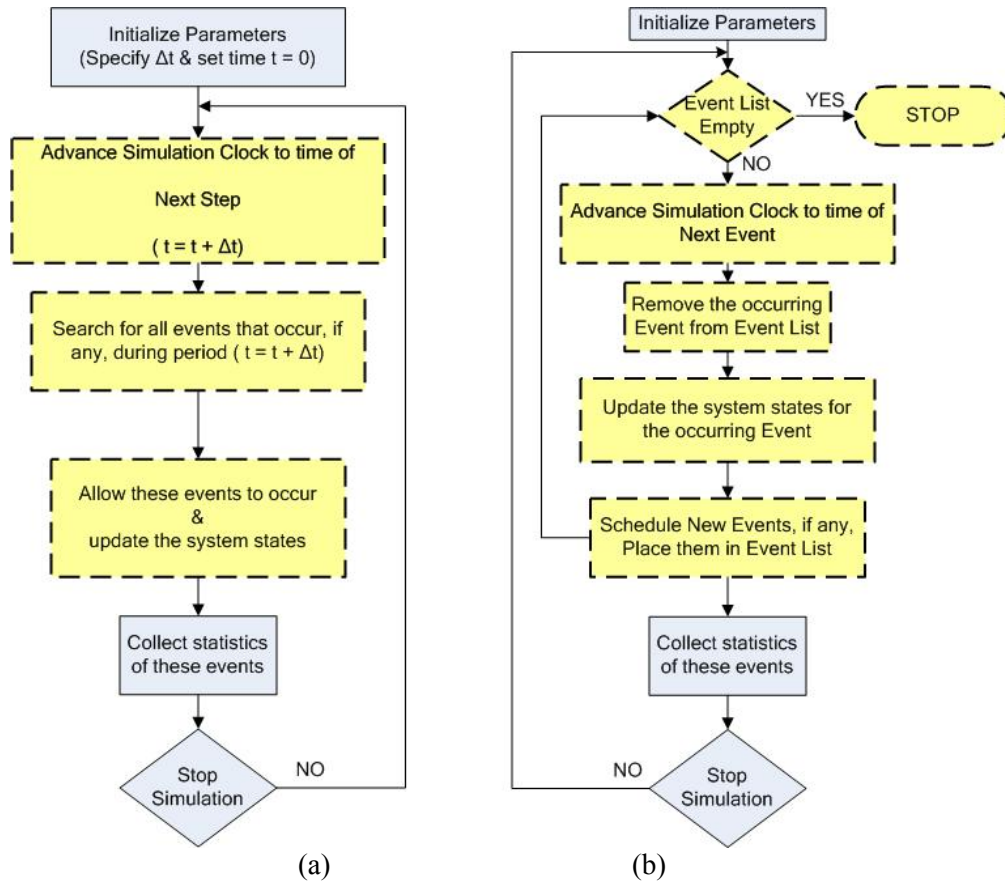 Initialize Parameters
(Specify Δt & set time t = 0)
Advance Simulation Clock to time of
Next Step
( t = t + Δt)
Search for all events that occur, if
any, during period ( t = t + Δt)
Allow these events to occur
&
update the system states
Collect statistics
of these events
Stop
Simulation
NO
(a)
Initialize Parameters
Event List
Empty
YES
STOP
NO
Advance Simulation Clock to time of
Next Event
Remove the occurring
Event from Event List
Update the system states for
the occurring Event
Schedule New Events, if any,
Place them in Event List
Collect statistics
of these events
NO
Stop
Simulation
(b)